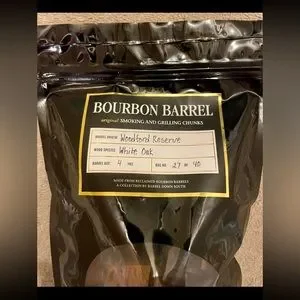 BOURBON BARREL
original SMOKING AND GRILLING CHUNKS
BARREL BRAND Woodford Reserve
WOOD SPECIES White Oak
BARREL AGE 4 YRS BAG NO. 27 OF 40
MADE FROM RECLAIMED BOURBON BARRELS
A COLLECTION BY BARREL DOWN SOUTH